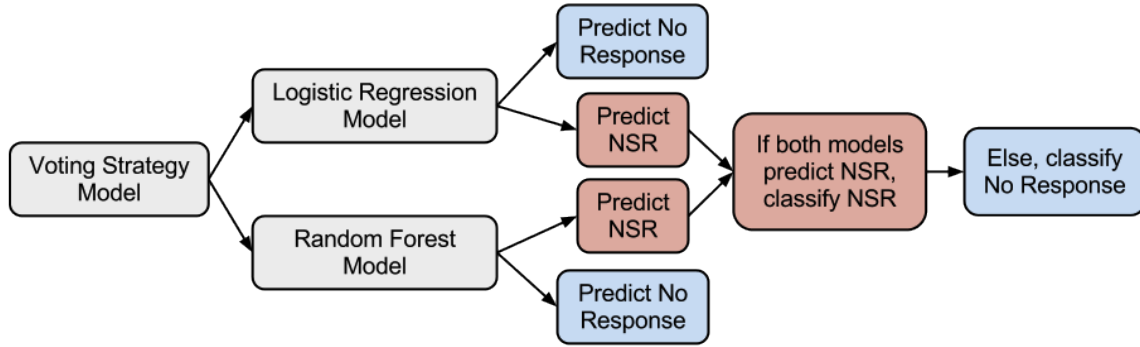 Voting Strategy
Model
Logistic Regression
Model
Random Forest
Model
Predict No
Response
Predict
NSR
Predict
NSR
Predict No
Response
If both models
predict NSR,
classify NSR
Else, classify
No Response